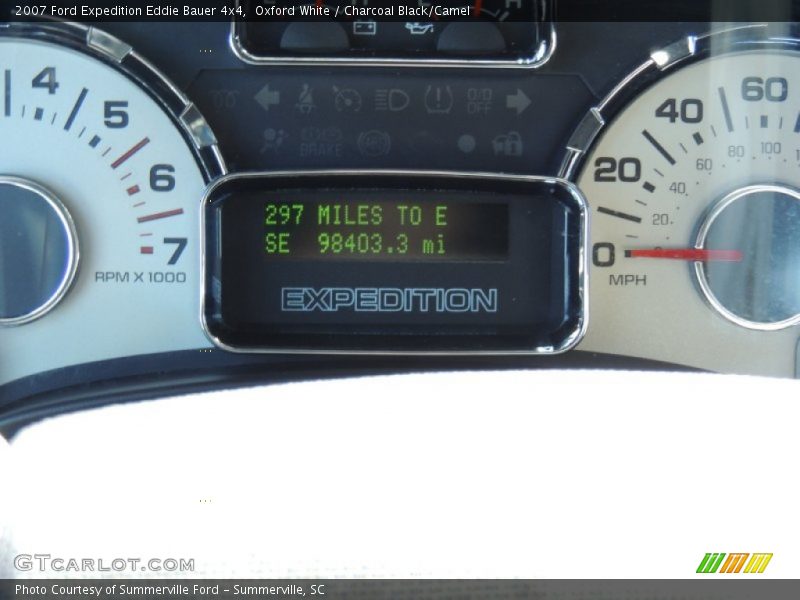 2007 Ford Expedition Eddie Bauer 4x4,  Oxford White / Charcoal Black/Camel
4
5
6
7
RPM X 1000
O/D
OFF
BRAKE
297 MILES TO E
SE  98403.3 mi
EXPEDITION
0
20
40
60
20
40
60
80
100
MPH
GTCARLOT.COM
Photo Courtesy of Summerville Ford – Summerville, SC